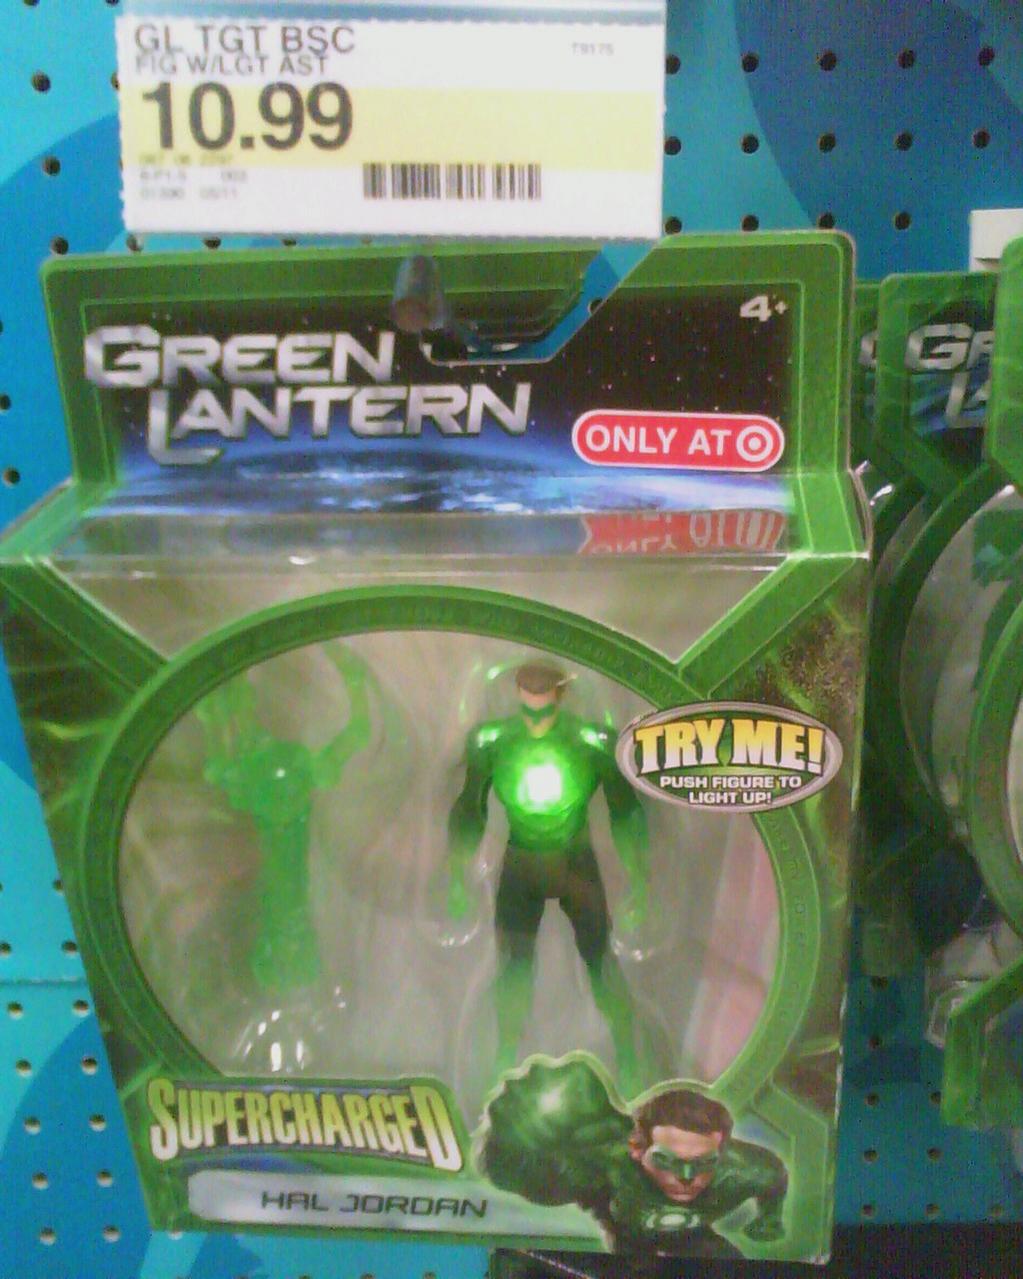 GL TGT BSC
T9175
FIG W/LGT AST
10.99
4+
GREEN
LANTERN
ONLY AT
TRY ME!
PUSH FIGURE TO
LIGHT UP!
SUPERCHARGED
HAL JORDAN